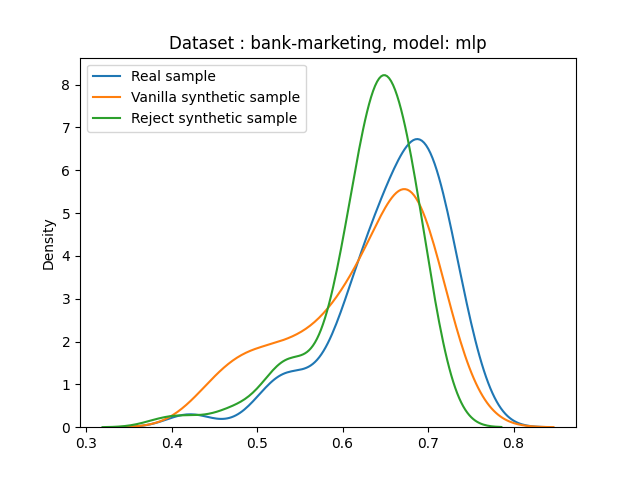 Dataset : bank-marketing, model: mlp
Real sample
Vanilla synthetic sample
Reject synthetic sample
Density
8
7
6
5
4
3
2
1
0
0.3 0.4 0.5 0.6 0.7 0.8